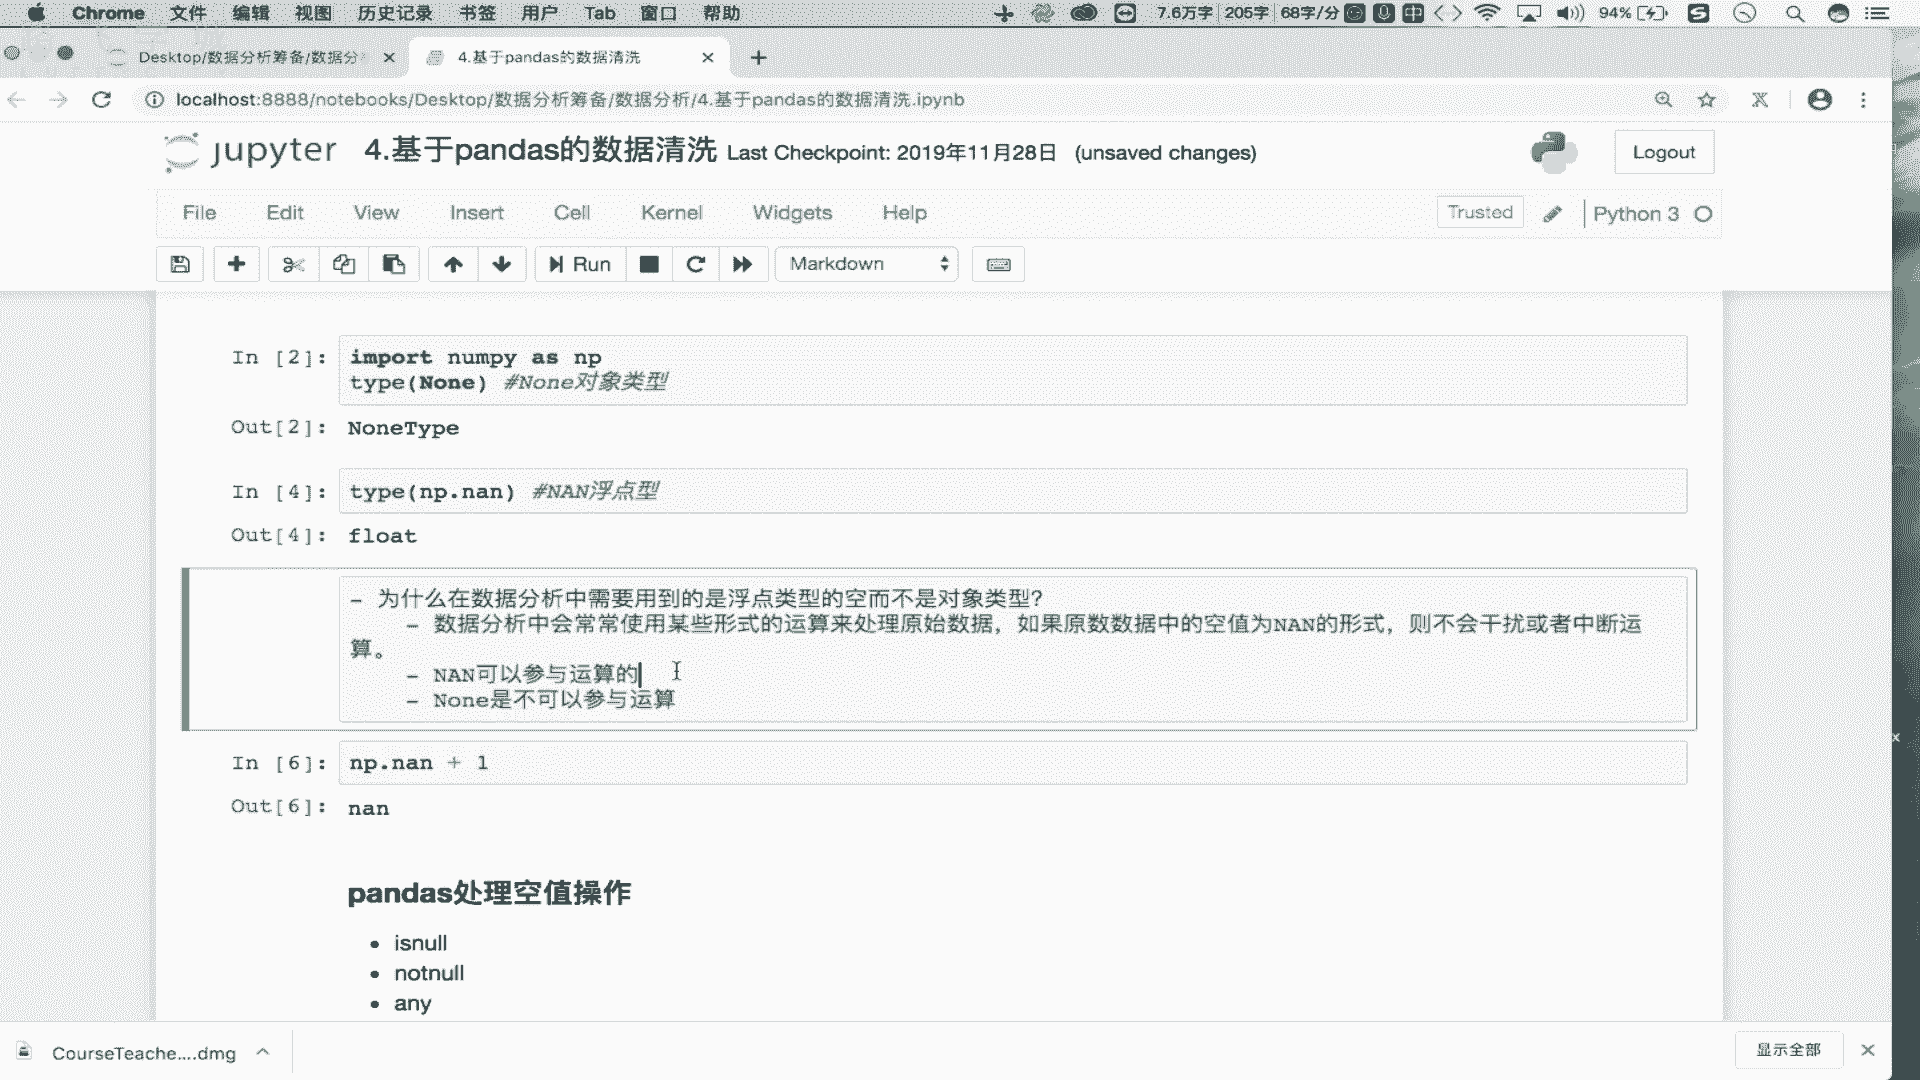 Chrome 文件 编辑 视图 历史记录 书签 用户 Tab 窗口 帮助 7.6万字 205字 68字/分 中 94%
Desktop/数据分析筹备/数据分 4.基于pandas的数据清洗
localhost:8888/notebooks/Desktop/数据分析筹备/数据分析/4.基于pandas的数据清洗.ipynb
jupyter 4.基于pandas的数据清洗 Last Checkpoint: 2019年11月28日 (unsaved changes) Logout
File Edit View Insert Cell Kernel Widgets Help Trusted Python 3
Run Markdown
In [2]: import numpy as np
type(None) #None对象类型
Out[2]: NoneType
In [4]: type(np.nan) #NAN浮点型
Out[4]: float
- 为什么在数据分析中需要用到的是浮点类型的空而不是对象类型?
- 数据分析中会常常使用某些形式的运算来处理原始数据，如果原数数据中的空值为NAN的形式，则不会干扰或者中断运
算。
- NAN可以参与运算的
- None是不可以参与运算
In [6]: np.nan + 1
Out[6]: nan
pandas处理空值操作
• isnull
• notnull
• any
CourseTeache....dmg 显示全部